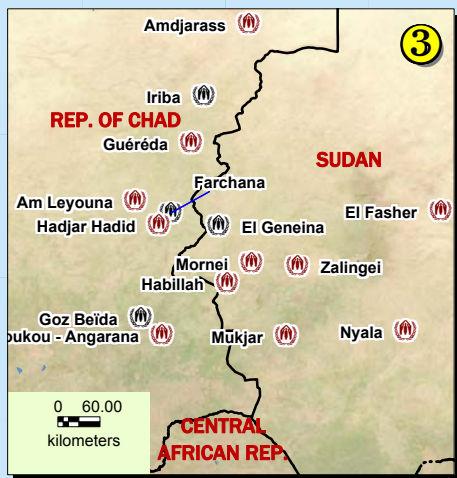 3
Amdjarass
Iriba
REP. OF CHAD
Guéréda
SUDAN
Farchana
Am Leyouna
El Fasher
Hadjar Hadid
El Geneina
Mornei
Zalingei
Habillah
Goz Beïda
oukou - Angarana
Mukjar
Nyala
0 60.00
kilometers
CENTRAL
AFRICAN REP.